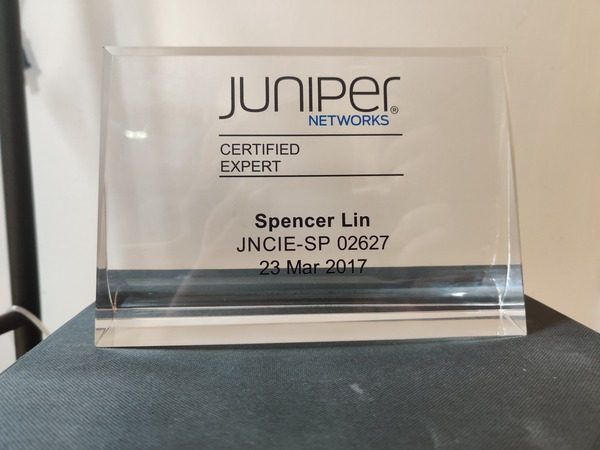 JUNIPer®
NETWORKS
CERTIFIED
EXPERT
Spencer Lin
JNCIE-SP 02627
23 Mar 2017